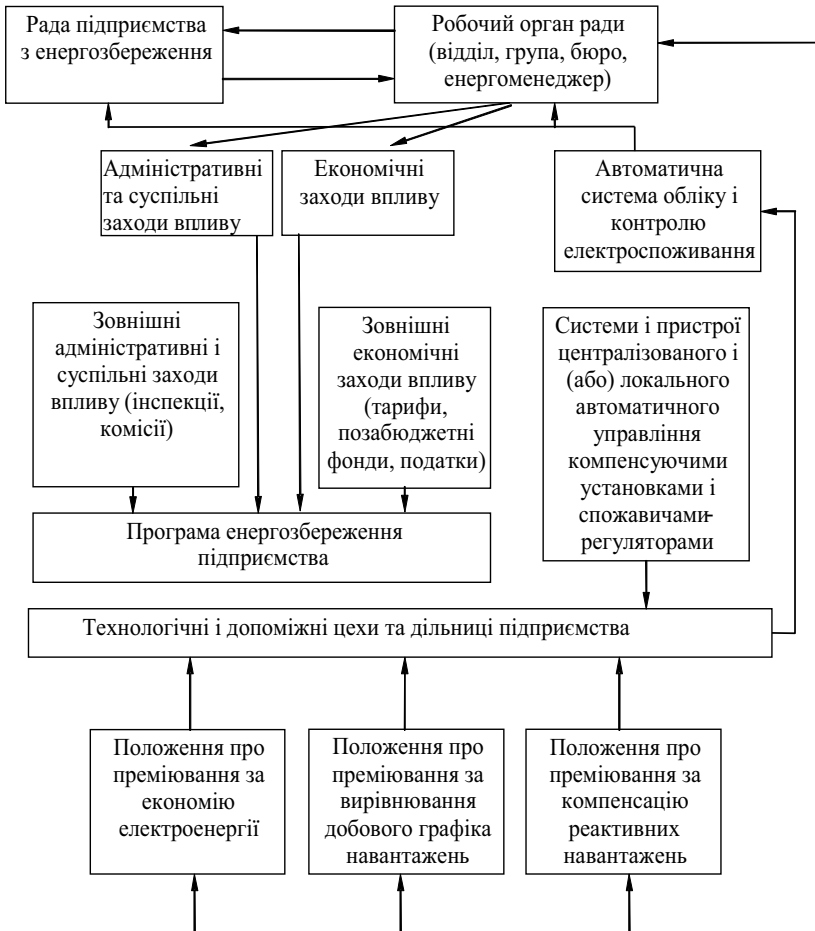 Рада підприємства
з енергозбереження
Робочий орган ради
(відділ, група, бюро,
енергоменеджер)
Адміністративні
та суспільні
заходи впливу
Економічні
заходи впливу
Автоматична
система обліку і
контролю
електроспоживання
Зовнішні
адміністративні і
суспільні заходи
впливу (інспекції,
комісії)
Зовнішні
економічні
заходи впливу
(тарифи,
позабюджетні
фонди, податки)
Системи і пристрої
централізованого і
(або) локального
автоматичного
управління
компенсуючими
установками і
спожавичами-
регуляторами
Програма енергозбереження
підприємства
Технологічні і допоміжні цехи та дільниці підприємства
Положення про
преміювання за
економію
електроенергії
Положення про
преміювання за
вирівнювання
добового графіка
навантажень
Положення про
преміювання за
компенсацію
реактивних
навантажень